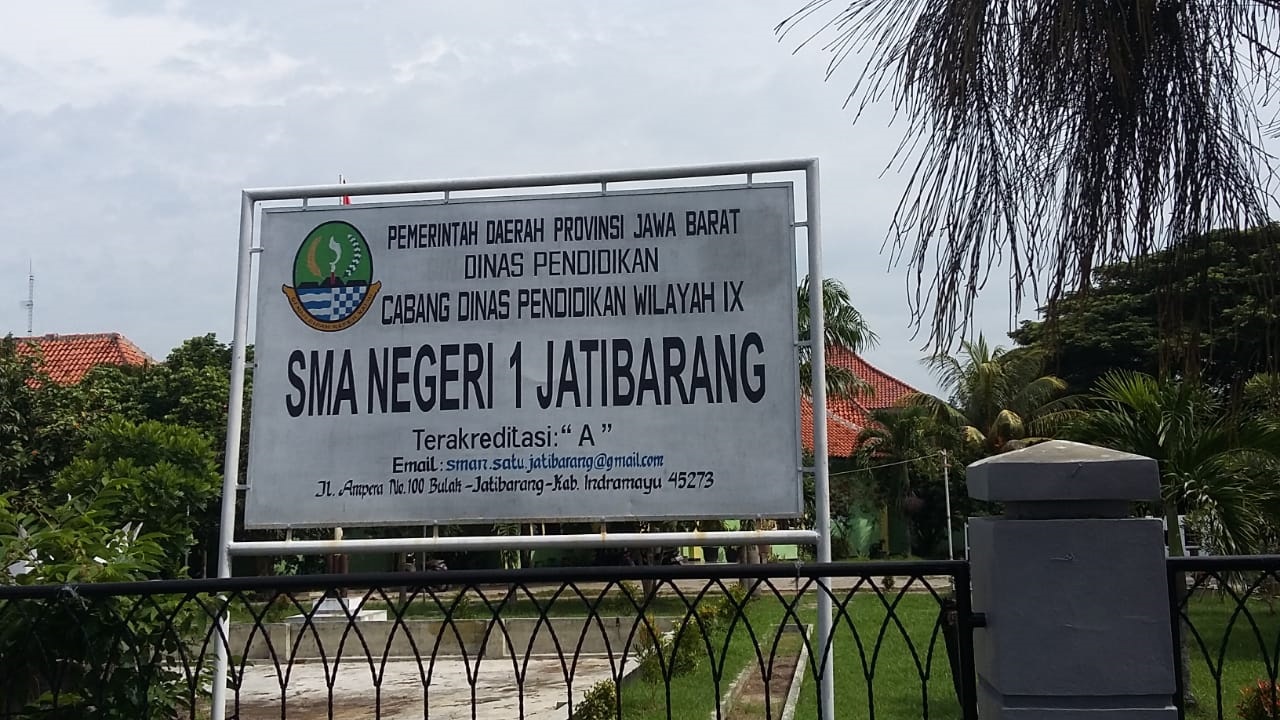 PEMERINTAH DAERAH PROVINSI JAWA BARAT
DINAS PENDIDIKAN
CABANG DINAS PENDIDIKAN WILAYAH IX
SMA NEGERI 1 JATIBARANG
Terakreditasi: "A"
Email : sman.satu.jatibarang@gmail.com
Jl. Ampera No.100 Bulak -Jatibarang-Kab. Indramayu 45273